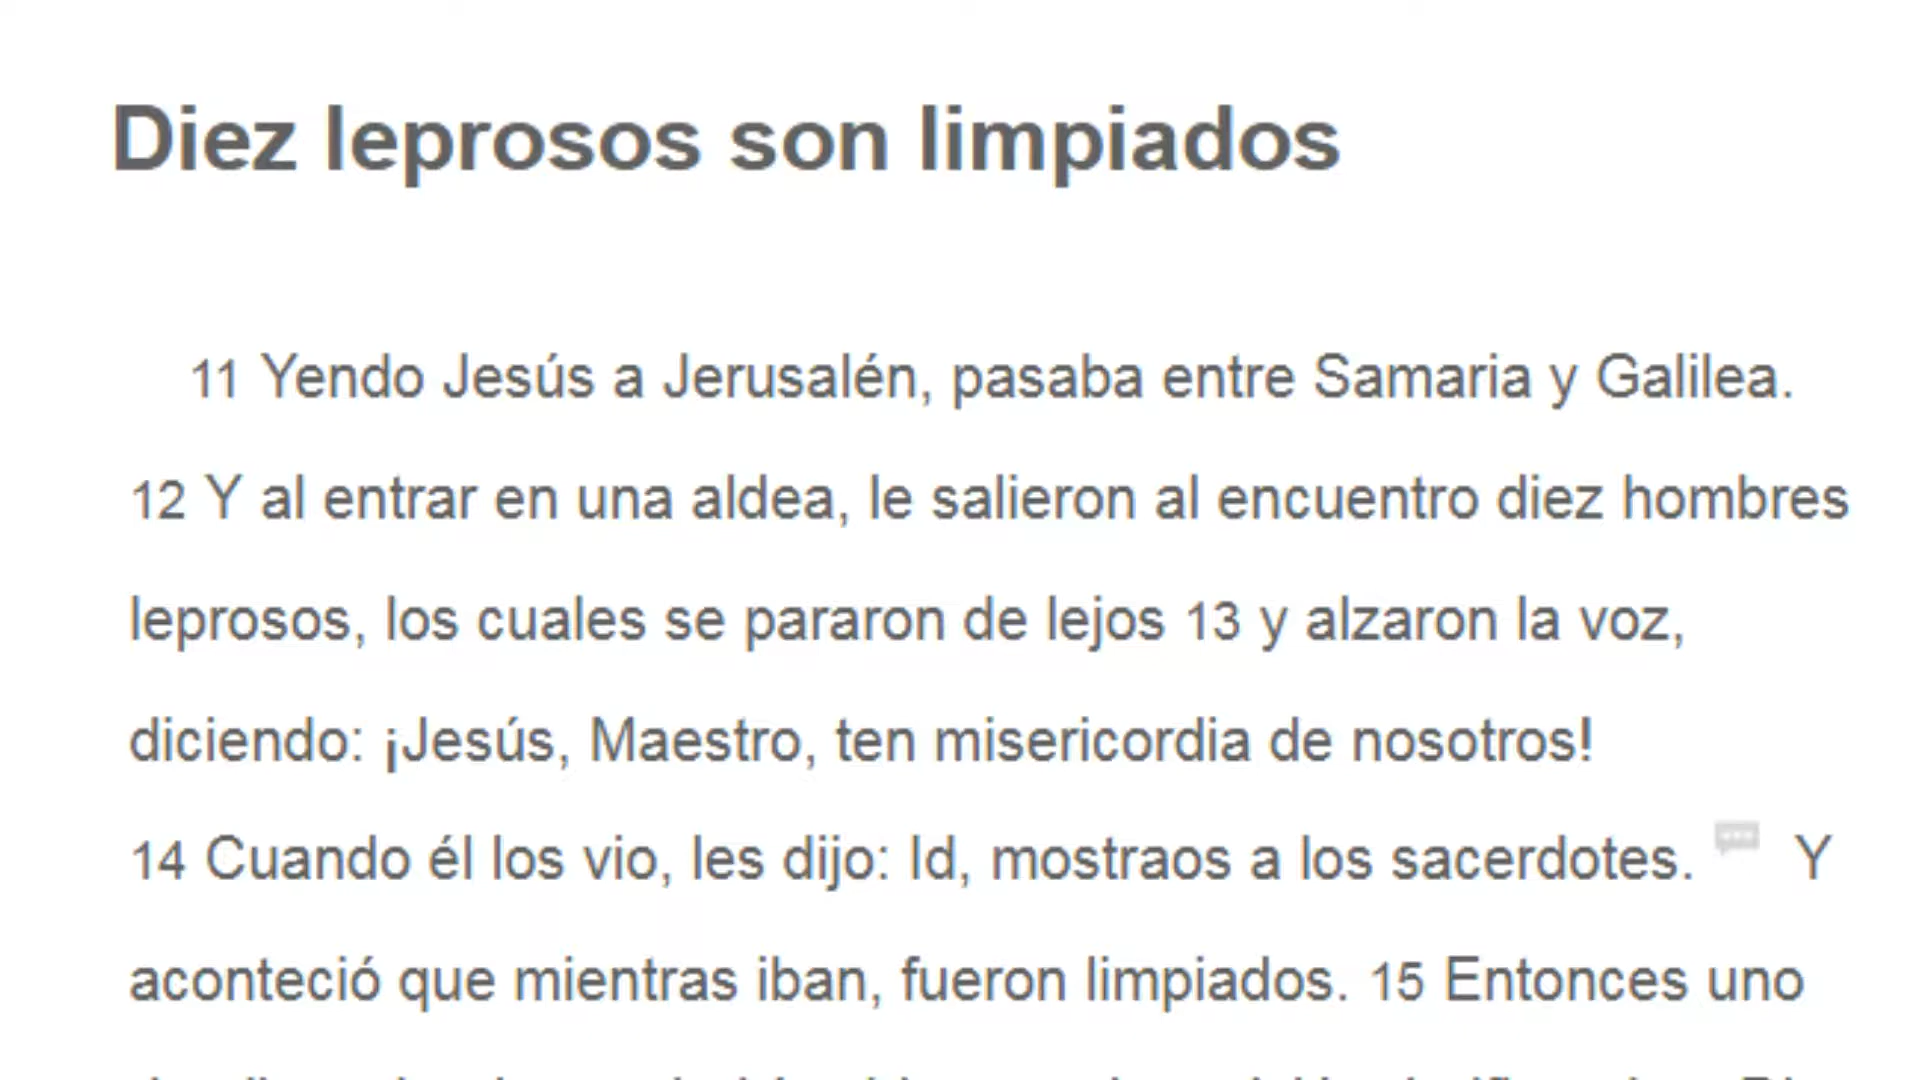 Diez leprosos son limpiados
11 Yendo Jesús a Jerusalén, pasaba entre Samaria y Galilea.
12 Y al entrar en una aldea, le salieron al encuentro diez hombres
leprosos, los cuales se pararon de lejos 13 y alzaron la voz,
diciendo: ¡Jesús, Maestro, ten misericordia de nosotros!
14 Cuando él los vio, les dijo: Id, mostraos a los sacerdotes. Y
aconteció que mientras iban, fueron limpiados. 15 Entonces uno